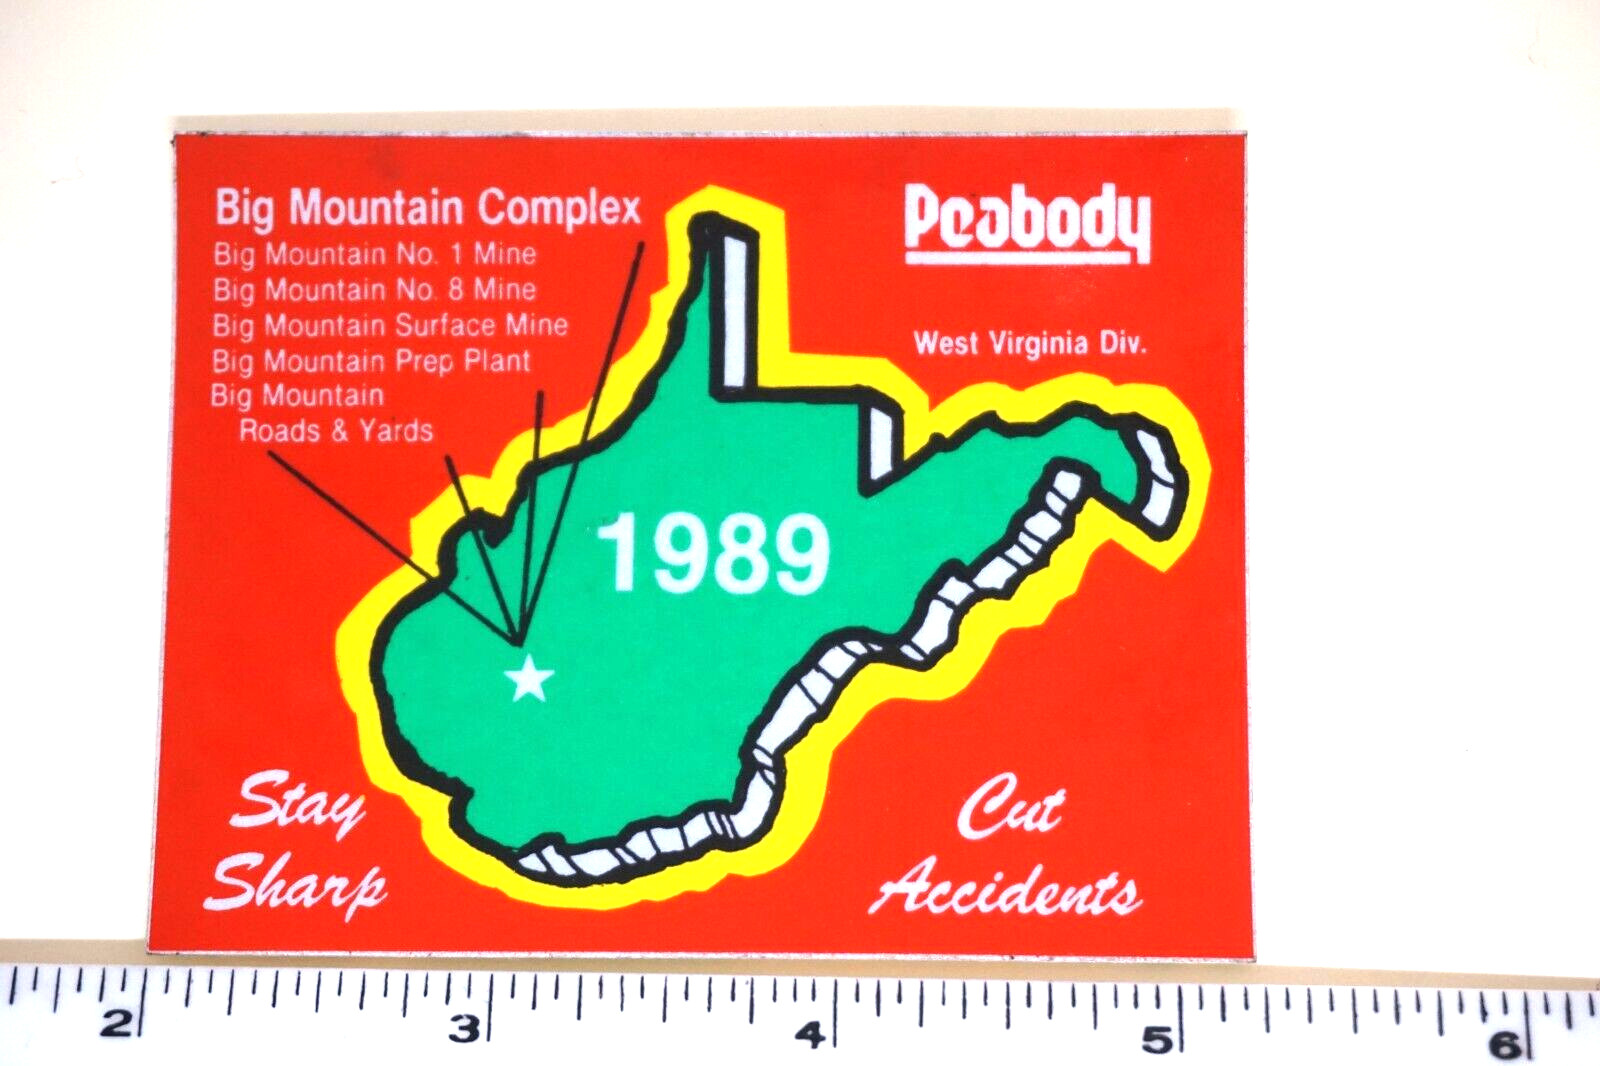 Big Mountain Complex
Big Mountain No. 1 Mine
Big Mountain No. 8 Mine
Big Mountain Surface Mine
Big Mountain Prep Plant
Big Mountain
Roads & Yards
Peabody
West Virginia Div.
1989
Stay
Sharp
Cut
Accidents
2 3 4 5 6